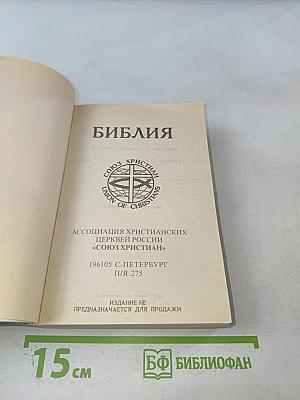 БИБЛИЯ
СОЮЗ ХРИСТИАН
UNION OF CHRISTIANS
АССОЦИАЦИЯ ХРИСТИАНСКИХ
ЦЕРКВЕЙ РОССИИ
«СОЮЗ ХРИСТИАН»
196105 С-ПЕТЕРБУРГ
П/Я 275
ИЗДАНИЕ НЕ
ПРЕДНАЗНАЧАЕТСЯ ДЛЯ ПРОДАЖИ
15 см
БФ БИБЛИОФАН